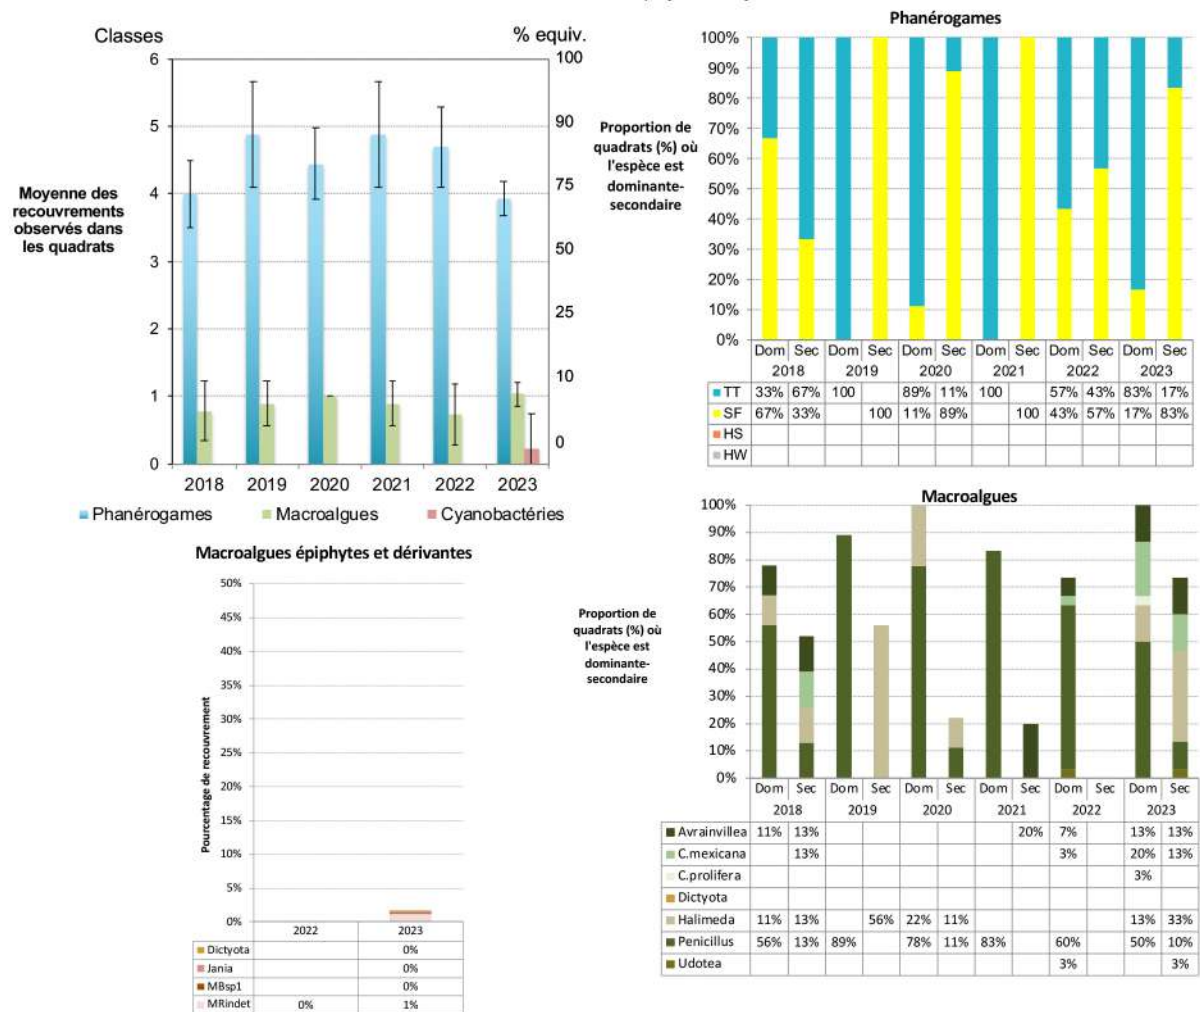 Classes % equiv.
6 100
5 90
4 75
3 50
2 25
1 10
0 0
Moyenne des
recouvrements
observés dans
les quadrats
2018 2019 2020 2021 2022 2023
Phanérogames Macroalgues Cyanobactéries
Phanérogames
Proportion de
quadrats (%) où
l'espèce est
dominante-
secondaire
100%
90%
80%
70%
60%
50%
40%
30%
20%
10%
0%
Dom Sec Dom Sec Dom Sec Dom Sec Dom Sec Dom Sec
2018 2019 2020 2021 2022 2023
TT 33% 67% 100 89% 11% 100 57% 43% 83% 17%
SF 67% 33% 100 11% 89% 100 43% 57% 17% 83%
HS
HW
Macroalgues épiphytes et dérivantes
Pourcentage de recouvrement
50%
45%
40%
35%
30%
25%
20%
15%
10%
5%
0%
2022 2023
Dictyota 0%
Jania 0%
MBsp1 0%
MRindet 0% 1%
Macroalgues
Proportion de
quadrats (%) où
l'espèce est
dominante-
secondaire
100%
90%
80%
70%
60%
50%
40%
30%
20%
10%
0%
Dom Sec Dom Sec Dom Sec Dom Sec Dom Sec Dom Sec
2018 2019 2020 2021 2022 2023
Avrainvillea 11% 13% 20% 7% 13% 13%
C.mexicana 13% 3% 20% 13%
C.prolifera 3%
Dictyota
Halimeda 11% 13% 56% 22% 11% 13% 33%
Penicillus 56% 13% 89% 78% 11% 83% 60% 50% 10%
Udotea 3% 3%